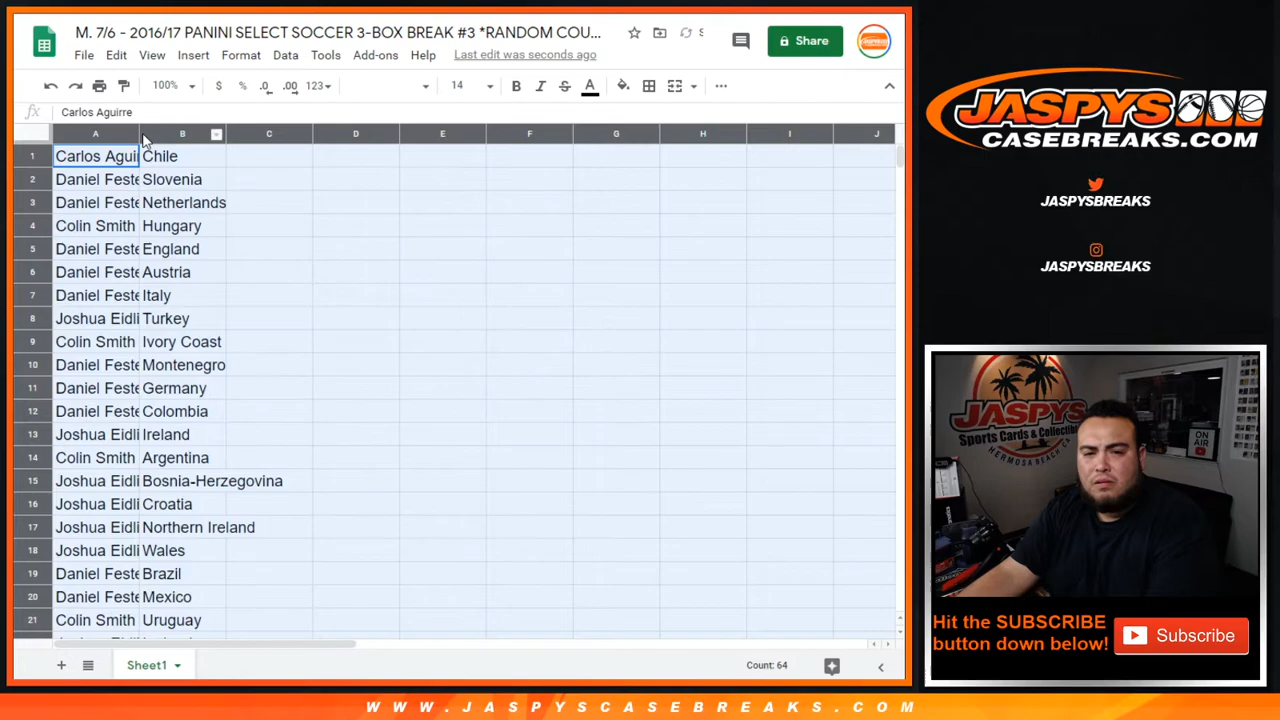 M. 7/6 - 2016/17 PANINI SELECT SOCCER 3-BOX BREAK #3 *RANDOM COU...
File Edit View Insert Format Data Tools Add-ons Help Last edit was seconds ago
Share
100% $ % .0 .00 123 14 B I S A
fx Carlos Aguirre
A B C D E F G H I J
1 Carlos Agui Chile
2 Daniel Feste Slovenia
3 Daniel Feste Netherlands
4 Colin Smith Hungary
5 Daniel Feste England
6 Daniel Feste Austria
7 Daniel Feste Italy
8 Joshua Eidli Turkey
9 Colin Smith Ivory Coast
10 Daniel Feste Montenegro
11 Daniel Feste Germany
12 Daniel Feste Colombia
13 Joshua Eidli Ireland
14 Colin Smith Argentina
15 Joshua Eidli Bosnia-Herzegovina
16 Joshua Eidli Croatia
17 Joshua Eidli Northern Ireland
18 Joshua Eidli Wales
19 Daniel Feste Brazil
20 Daniel Feste Mexico
21 Colin Smith Uruguay
Sheet1
Count: 64
JASPYS
CASEBREAKS.COM
JASPYSBREAKS
JASPYSBREAKS
JASPYS
Sports Cards & Collectibl
HERMOSA BEACH, CA
ON AIR
Hit the SUBSCRIBE
button down below!
Subscribe
WWW.JASPYSCASEBREAKS.COM